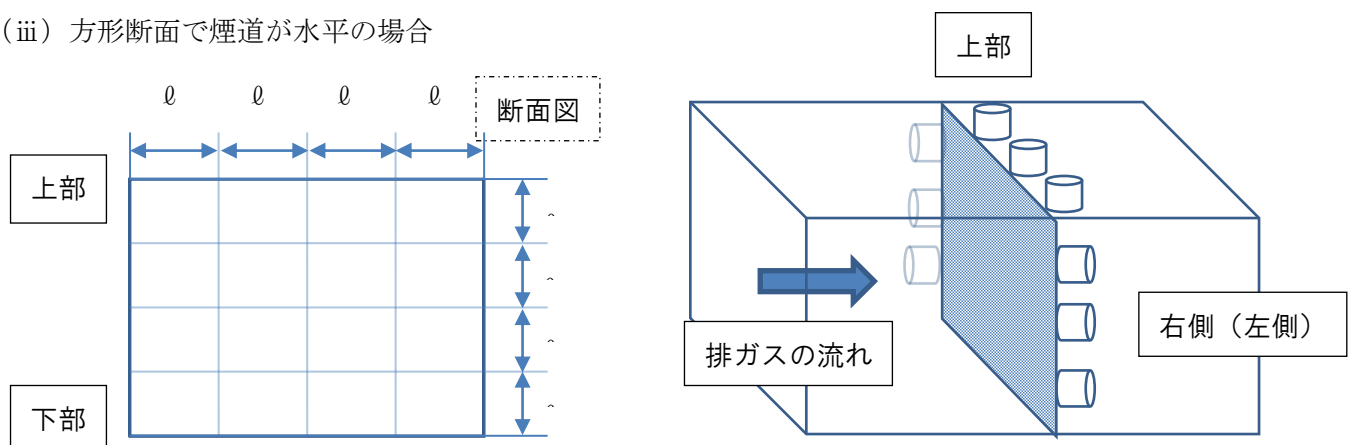 (ⅲ) 方形断面で煙道が水平の場合
ℓ ℓ ℓ ℓ
断面図
上部
下部
上部
排ガスの流れ
右側（左側）